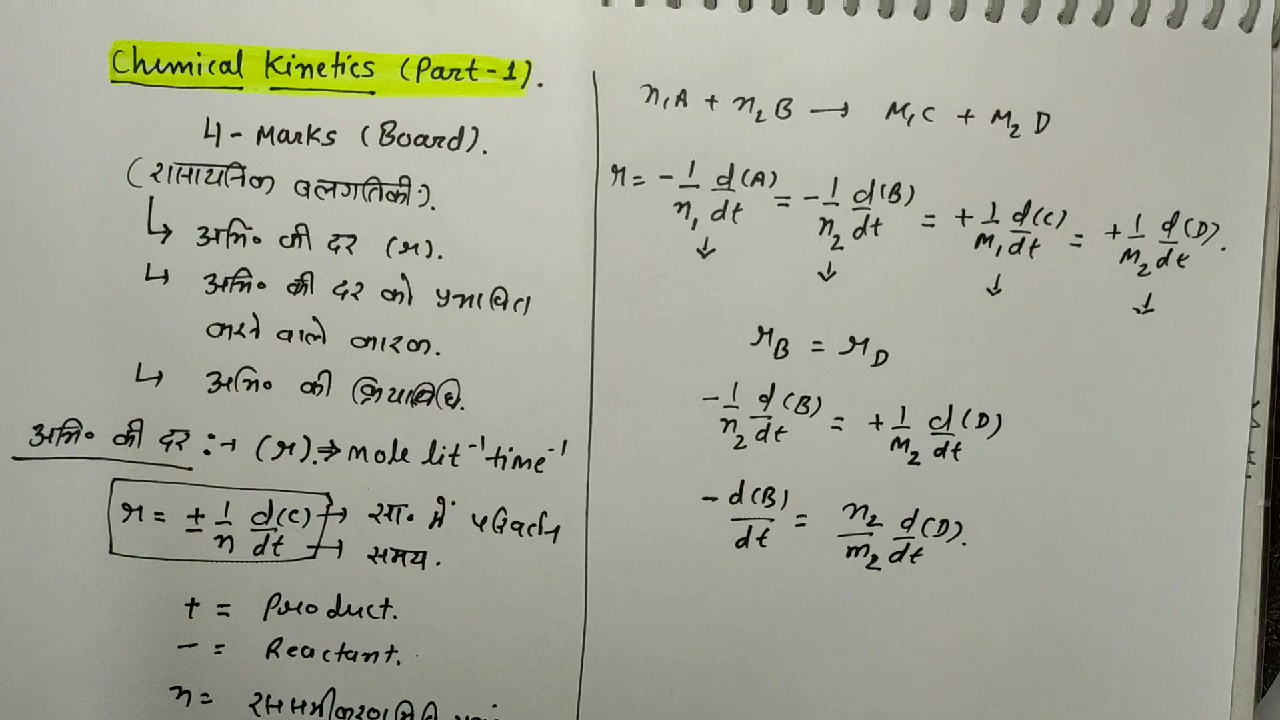 Chemical Kinetics (Part-1).
4- Marks (Board).
(रासायनिक बलगतिकी).
↳ अभि० की दर (r).
↳ अभि० की दर को प्रभावित
करने वाले कारक.
↳ अभि० की क्रियाविधि.
अभि० की दर :→ (r).⇒ mole lit⁻¹ time⁻¹
r = ± 1/n d(C)/dt → सा० में परिवर्तन
→ समय.
+ = Product.
- = Reactant.
n =
n₁A + n₂B → M₁C + M₂D
r = -1/n₁ d(A)/dt = -1/n₂ d(B)/dt = +1/M₁ d(C)/dt = +1/M₂ d(D)/dt.
↓ ↓ ↓ ↓
r_B = r_D
-1/n₂ d(B)/dt = +1/M₂ d(D)/dt
-d(B)/dt = n₂/m₂ d(D)/dt.